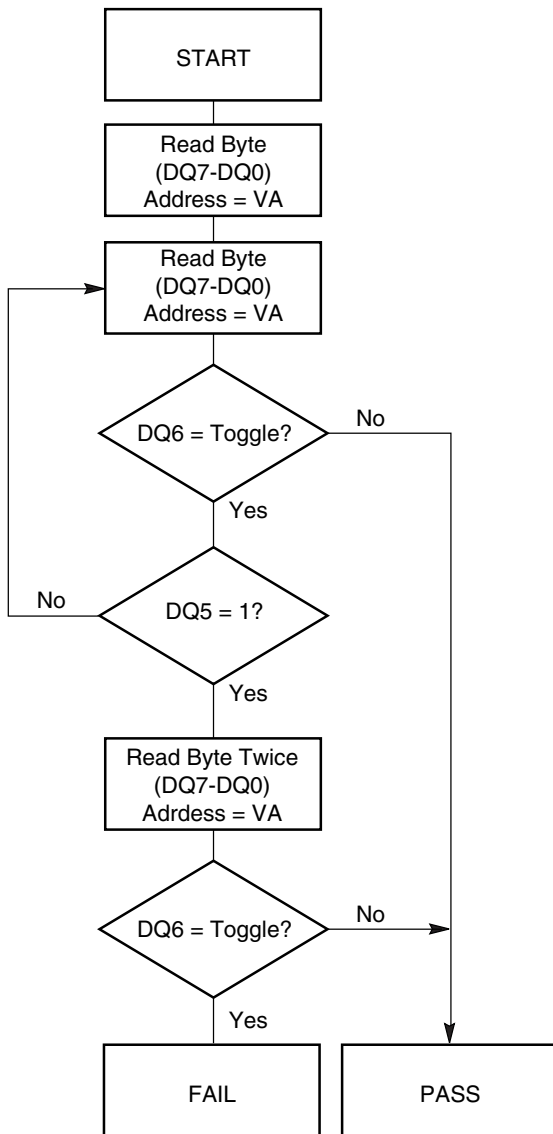 START
Read Byte
(DQ7-DQ0)
Address = VA
Read Byte
(DQ7-DQ0)
Address = VA
DQ6 = Toggle?
No
Yes
No
DQ5 = 1?
Yes
Read Byte Twice
(DQ7-DQ0)
Adrdess = VA
DQ6 = Toggle?
No
Yes
FAIL
PASS